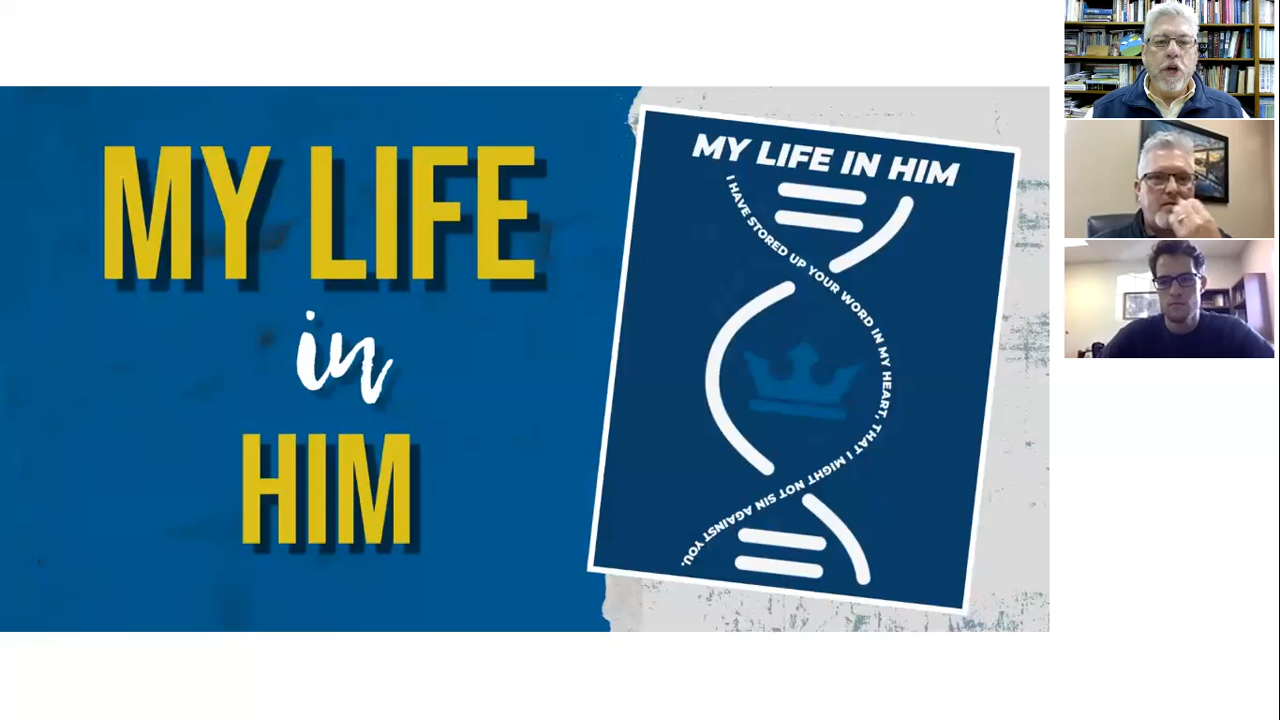 MY LIFE
in
HIM
MY LIFE IN HIM
I HAVE STORED UP YOUR WORD IN MY HEART, THAT I MIGHT NOT SIN AGAINST YOU.